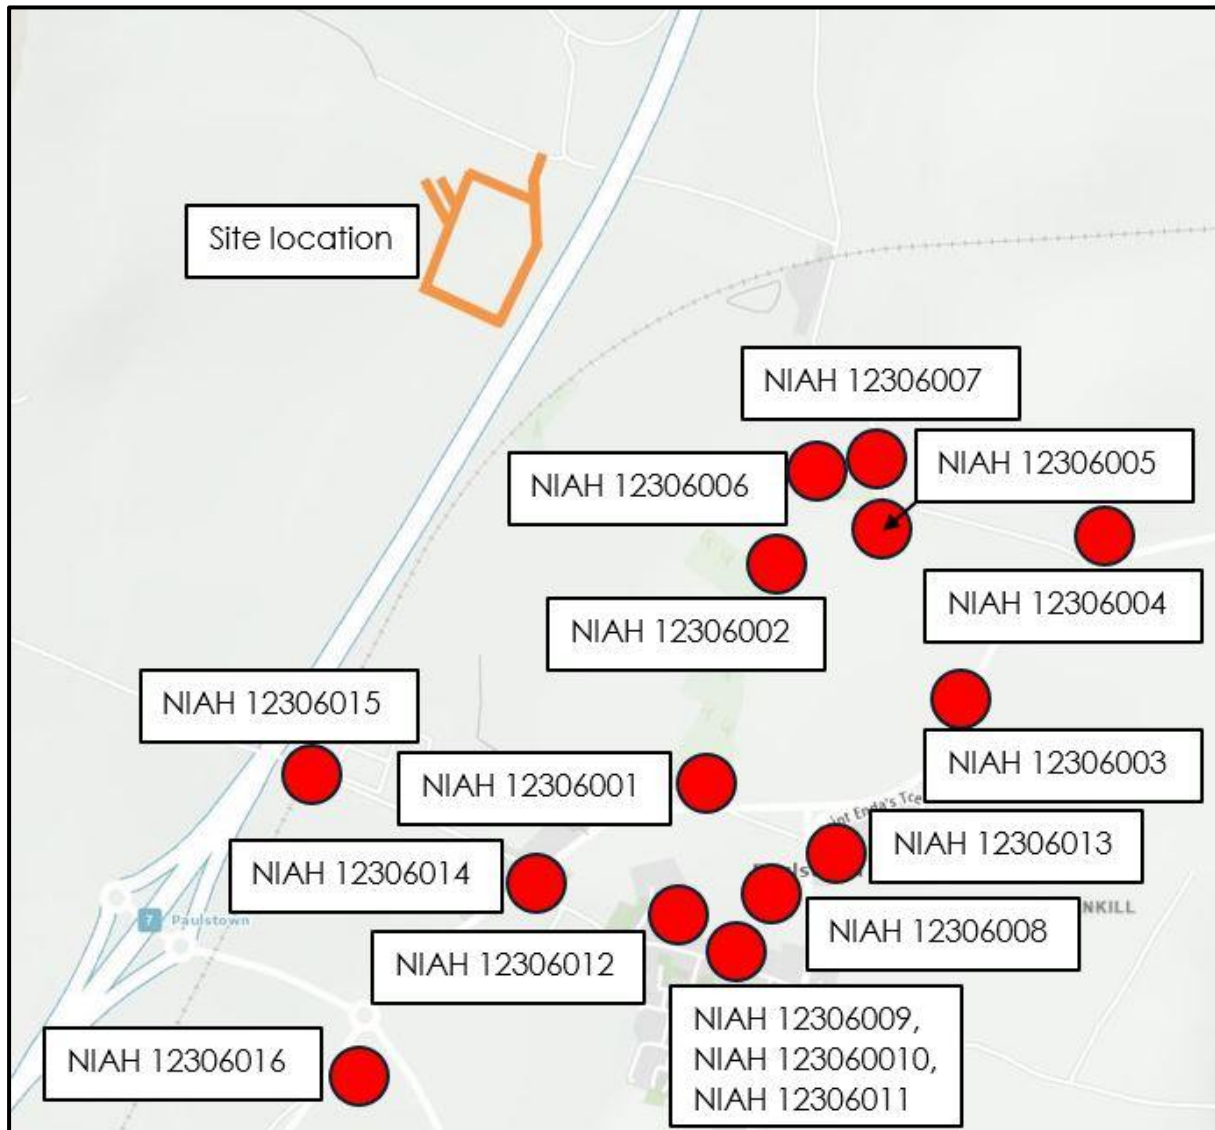 Site location
NIAH 12306007
NIAH 12306005
NIAH 12306006
NIAH 12306004
NIAH 12306002
NIAH 12306015
NIAH 12306003
NIAH 12306001
NIAH 12306013
NIAH 12306014
NKILL
7 Paulstown
NIAH 12306008
NIAH 12306012
NIAH 12306009,
NIAH 123060010,
NIAH 12306011
NIAH 12306016